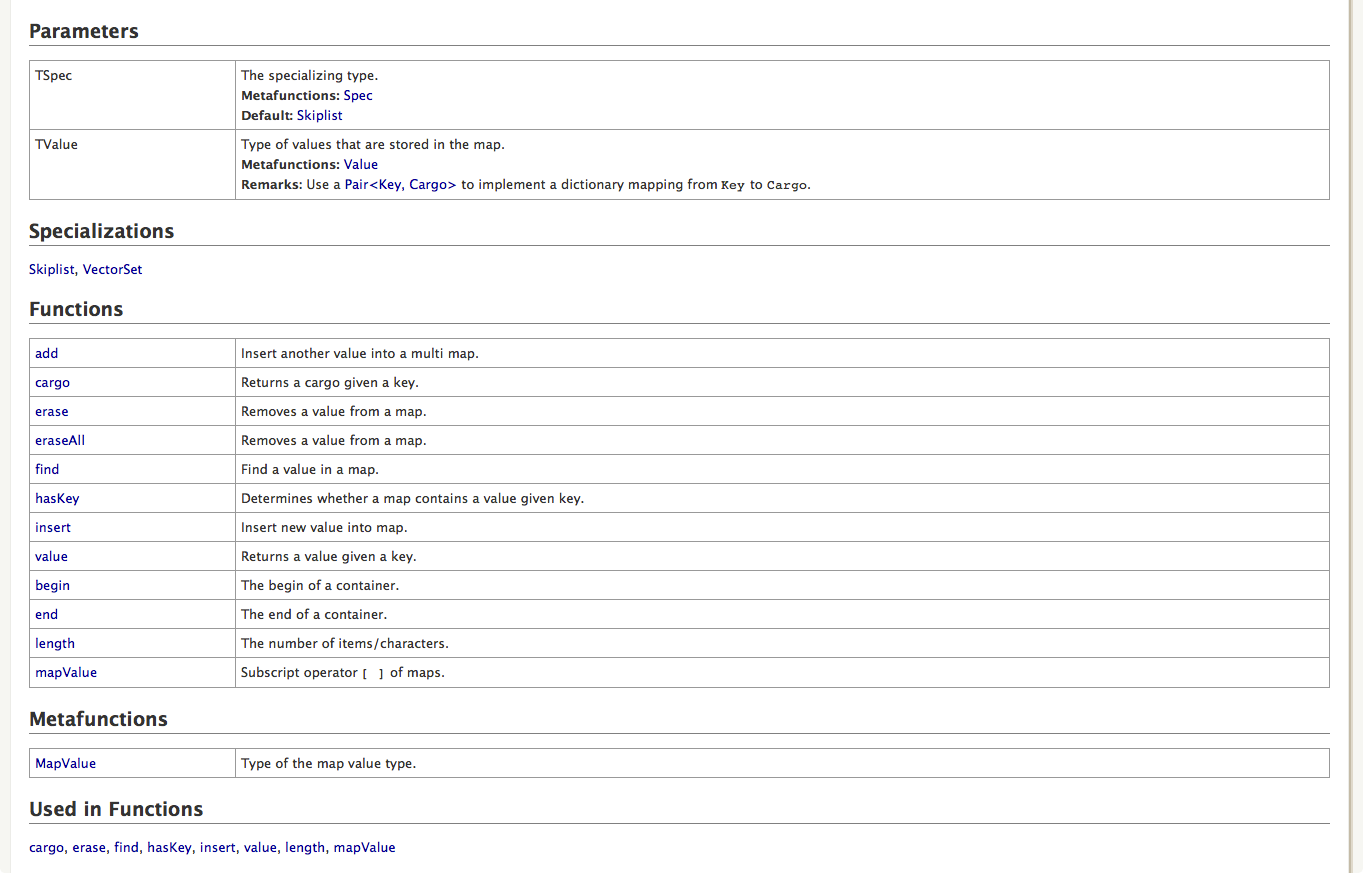 Parameters
TSpec
The specializing type.
Metafunctions: Spec
Default: Skiplist
TValue
Type of values that are stored in the map.
Metafunctions: Value
Remarks: Use a Pair<Key, Cargo> to implement a dictionary mapping from Key to Cargo.
Specializations
Skiplist, VectorSet
Functions
add Insert another value into a multi map.
cargo Returns a cargo given a key.
erase Removes a value from a map.
eraseAll Removes a value from a map.
find Find a value in a map.
hasKey Determines whether a map contains a value given key.
insert Insert new value into map.
value Returns a value given a key.
begin The begin of a container.
end The end of a container.
length The number of items/characters.
mapValue Subscript operator [ ] of maps.
Metafunctions
MapValue Type of the map value type.
Used in Functions
cargo, erase, find, hasKey, insert, value, length, mapValue